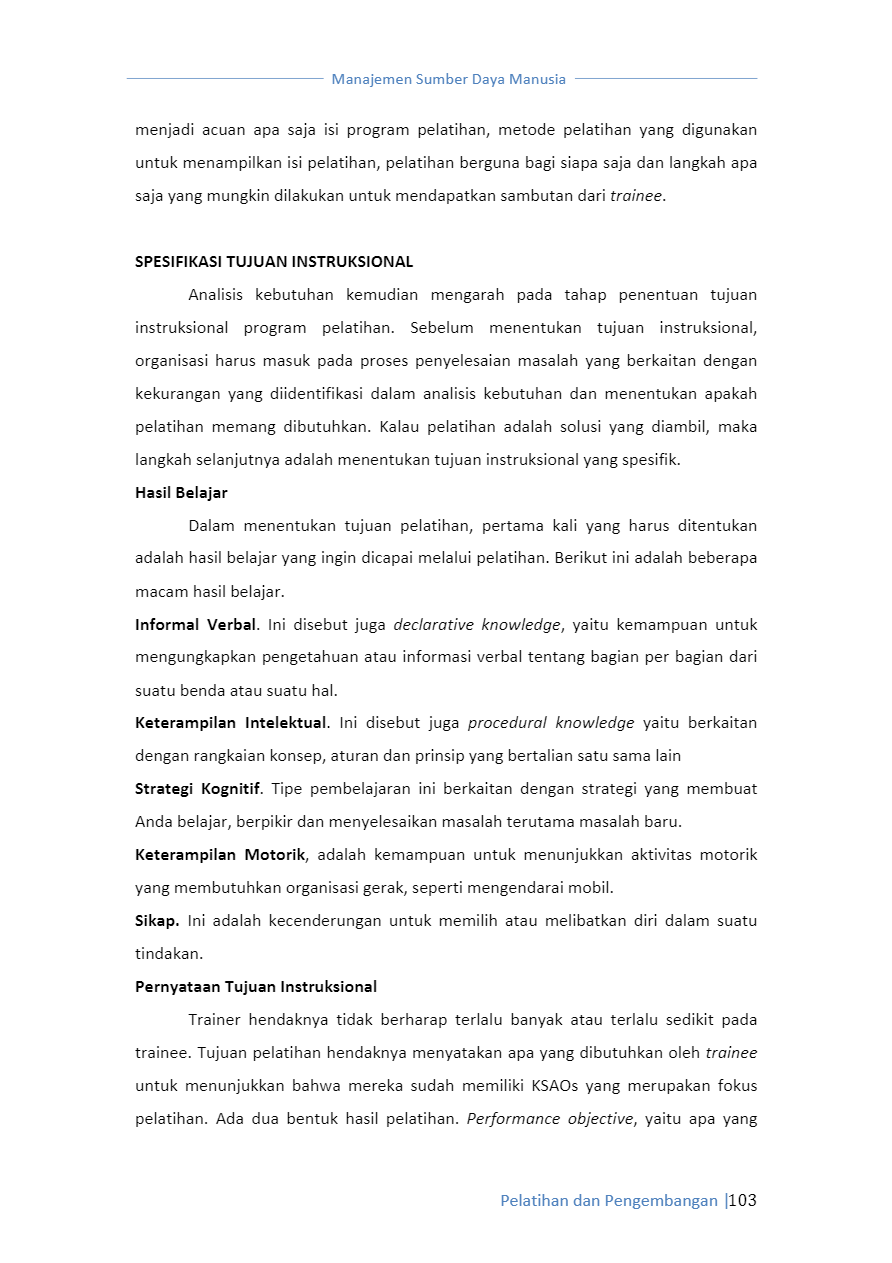 Manajemen Sumber Daya Manusia
menjadi acuan apa saja isi program pelatihan, metode pelatihan yang digunakan
untuk menampilkan isi pelatihan, pelatihan berguna bagi siapa saja dan langkah apa
saja yang mungkin dilakukan untuk mendapatkan sambutan dari trainee.
SPESIFIKASI TUJUAN INSTRUKSIONAL
Analisis kebutuhan kemudian mengarah pada tahap penentuan tujuan
instruksional program pelatihan. Sebelum menentukan tujuan instruksional,
organisasi harus masuk pada proses penyelesaian masalah yang berkaitan dengan
kekurangan yang diidentifikasi dalam analisis kebutuhan dan menentukan apakah
pelatihan memang dibutuhkan. Kalau pelatihan adalah solusi yang diambil, maka
langkah selanjutnya adalah menentukan tujuan instruksional yang spesifik.
Hasil Belajar
Dalam menentukan tujuan pelatihan, pertama kali yang harus ditentukan
adalah hasil belajar yang ingin dicapai melalui pelatihan. Berikut ini adalah beberapa
macam hasil belajar.
Informal Verbal. Ini disebut juga declarative knowledge, yaitu kemampuan untuk
mengungkapkan pengetahuan atau informasi verbal tentang bagian per bagian dari
suatu benda atau suatu hal.
Keterampilan Intelektual. Ini disebut juga procedural knowledge yaitu berkaitan
dengan rangkaian konsep, aturan dan prinsip yang bertalian satu sama lain
Strategi Kognitif. Tipe pembelajaran ini berkaitan dengan strategi yang membuat
Anda belajar, berpikir dan menyelesaikan masalah terutama masalah baru.
Keterampilan Motorik, adalah kemampuan untuk menunjukkan aktivitas motorik
yang membutuhkan organisasi gerak, seperti mengendarai mobil.
Sikap. Ini adalah kecenderungan untuk memilih atau melibatkan diri dalam suatu
tindakan.
Pernyataan Tujuan Instruksional
Trainer hendaknya tidak berharap terlalu banyak atau terlalu sedikit pada
trainee. Tujuan pelatihan hendaknya menyatakan apa yang dibutuhkan oleh trainee
untuk menunjukkan bahwa mereka sudah memiliki KSAOs yang merupakan fokus
pelatihan. Ada dua bentuk hasil pelatihan. Performance objective, yaitu apa yang
Pelatihan dan Pengembangan |103